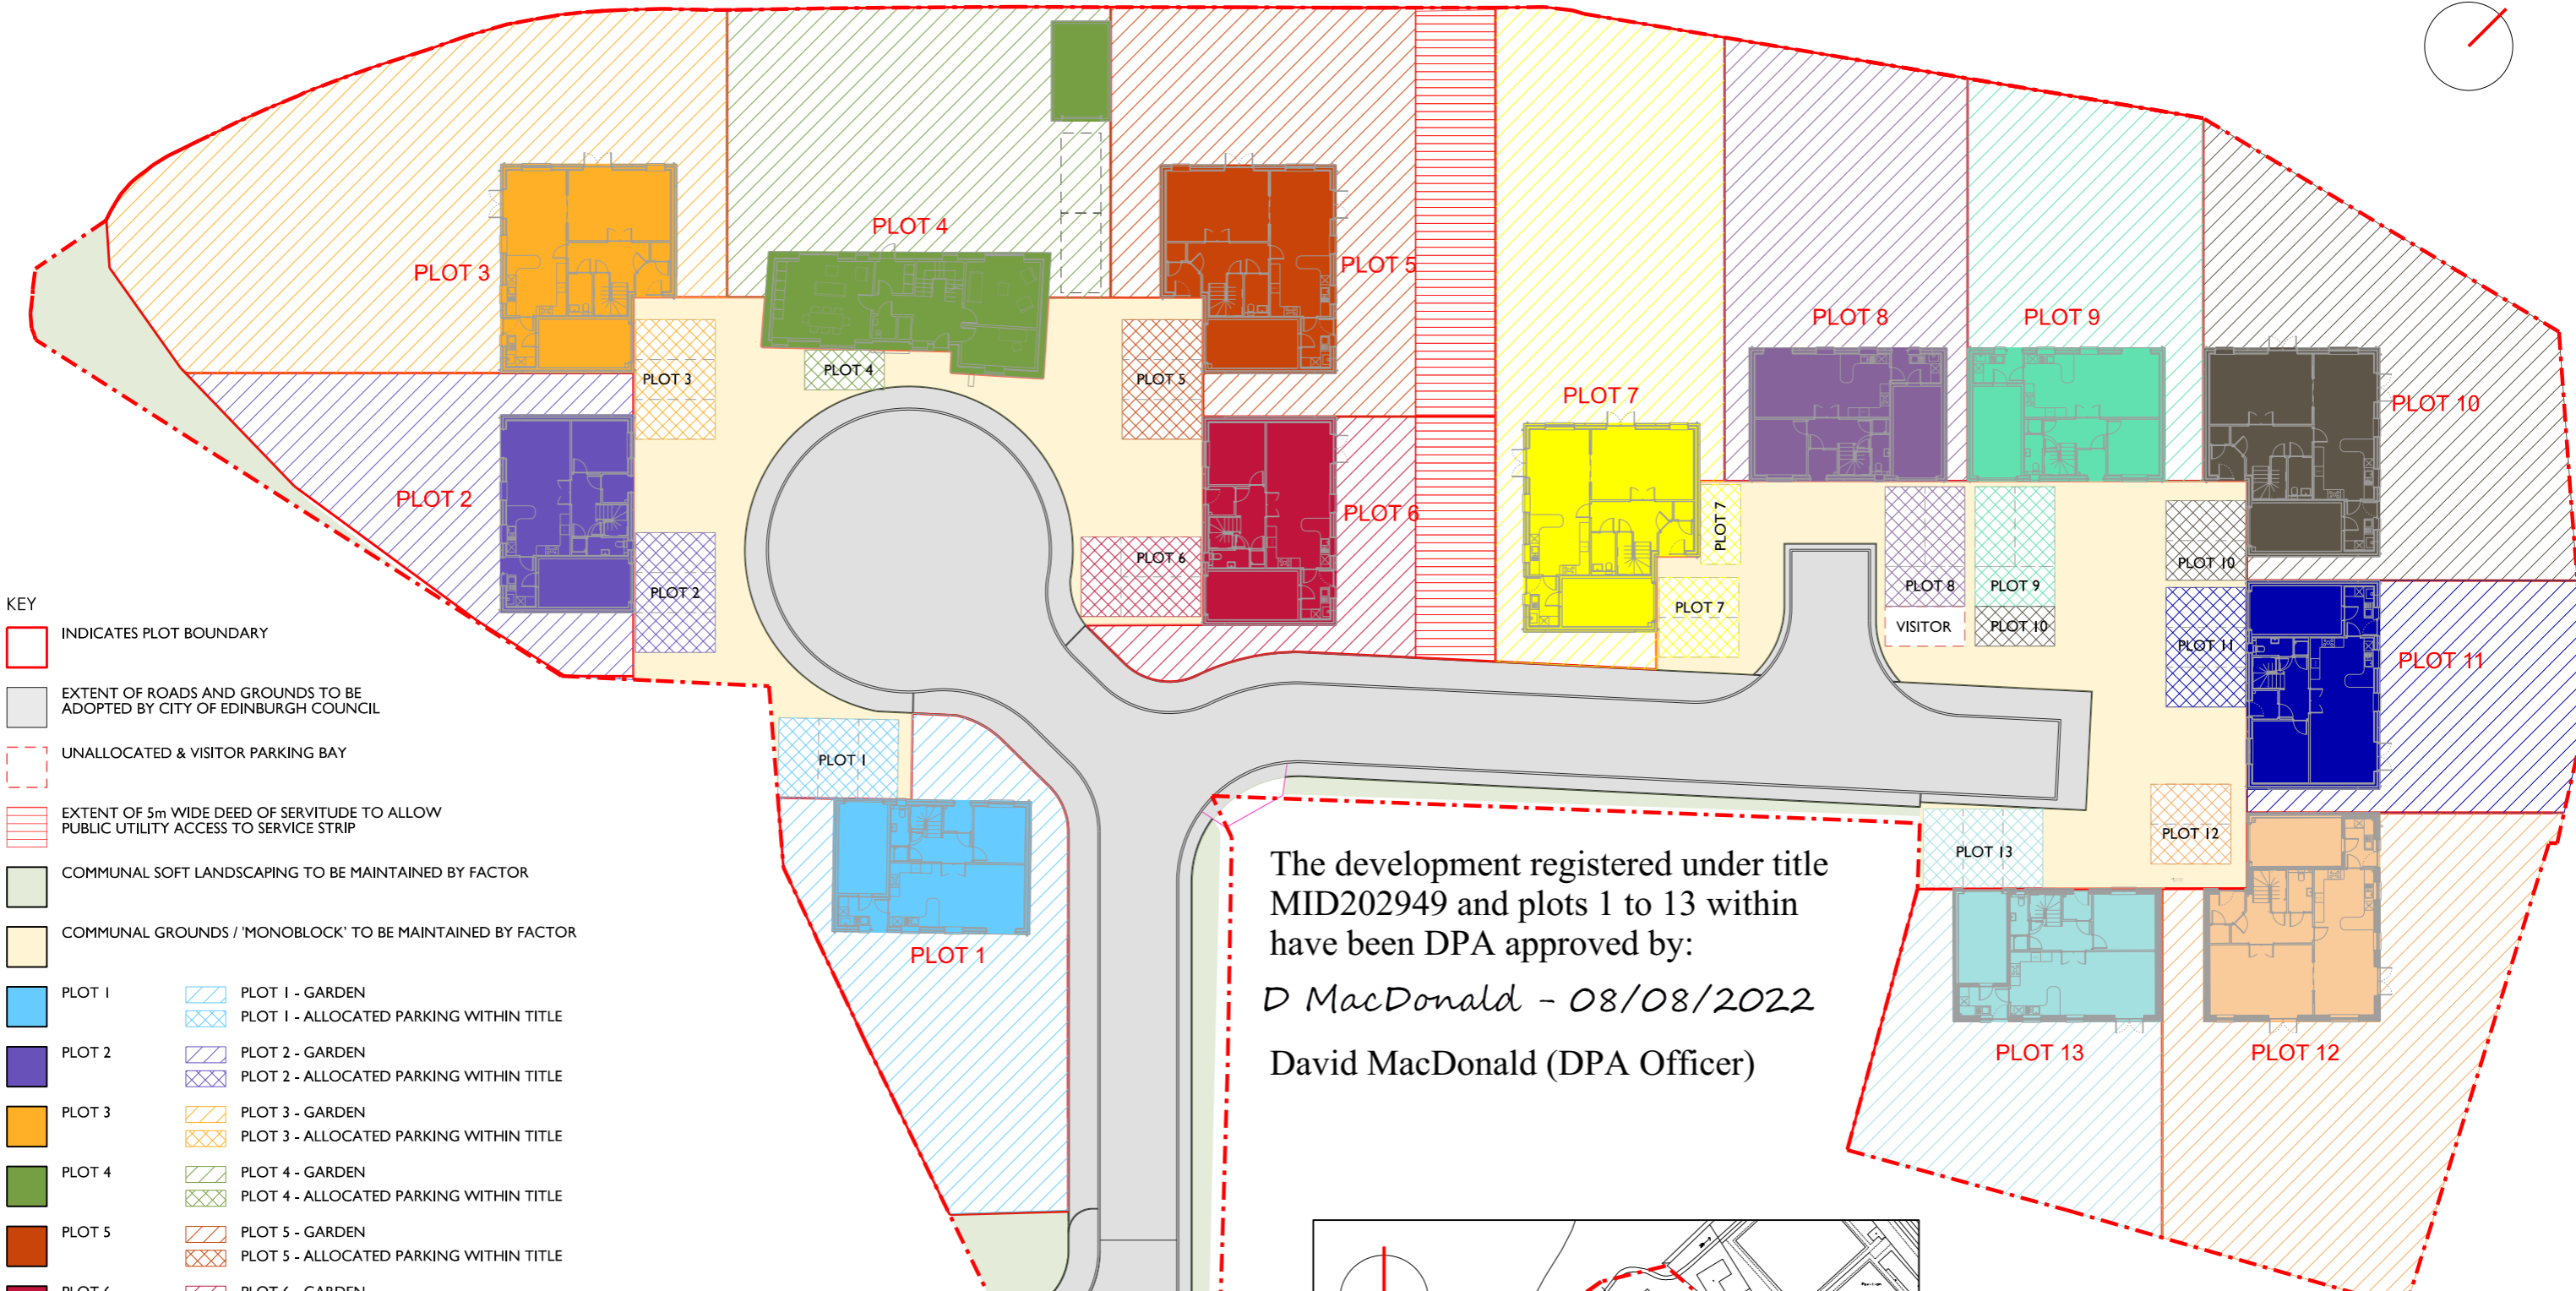 PLOT 4
PLOT 3
PLOT 5
PLOT 8
PLOT 9
PLOT 7
PLOT 10
PLOT 2
PLOT 6
PLOT 11
PLOT 3
PLOT 4
PLOT 5
PLOT 6
PLOT 2
PLOT 7
PLOT 7
PLOT 8
VISITOR
PLOT 9
PLOT 10
PLOT 10
PLOT 11
PLOT 1
PLOT 12
PLOT 13
PLOT 1
PLOT 13
PLOT 12
KEY
INDICATES PLOT BOUNDARY
EXTENT OF ROADS AND GROUNDS TO BE
ADOPTED BY CITY OF EDINBURGH COUNCIL
UNALLOCATED & VISITOR PARKING BAY
EXTENT OF 5m WIDE DEED OF SERVITUDE TO ALLOW
PUBLIC UTILITY ACCESS TO SERVICE STRIP
COMMUNAL SOFT LANDSCAPING TO BE MAINTAINED BY FACTOR
COMMUNAL GROUNDS / 'MONOBLOCK' TO BE MAINTAINED BY FACTOR
PLOT 1
PLOT 1 - GARDEN
PLOT 1 - ALLOCATED PARKING WITHIN TITLE
PLOT 2
PLOT 2 - GARDEN
PLOT 2 - ALLOCATED PARKING WITHIN TITLE
PLOT 3
PLOT 3 - GARDEN
PLOT 3 - ALLOCATED PARKING WITHIN TITLE
PLOT 4
PLOT 4 - GARDEN
PLOT 4 - ALLOCATED PARKING WITHIN TITLE
PLOT 5
PLOT 5 - GARDEN
PLOT 5 - ALLOCATED PARKING WITHIN TITLE
PLOT 6
PLOT 6 - GARDEN
The development registered under title
MID202949 and plots 1 to 13 within
have been DPA approved by:
D MacDonald - 08/08/2022
David MacDonald (DPA Officer)